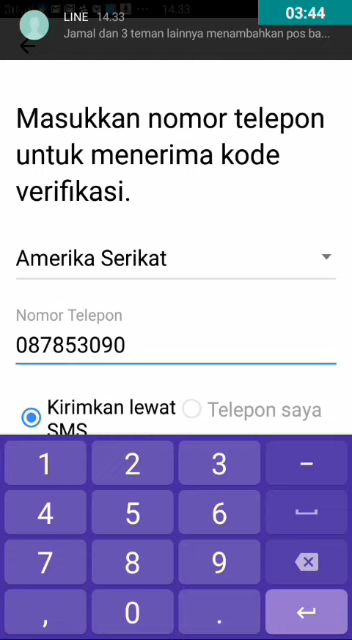 03:44
LINE 14.33
14.33
Jamal dan 3 teman lainnya menambahkan pos ba...
Masukkan nomor telepon
untuk menerima kode
verifikasi.
Amerika Serikat
Nomor Telepon
087853090
Kirimkan lewat SMS
Telepon saya
1 2 3 –
4 5 6
7 8 9
, 0 .